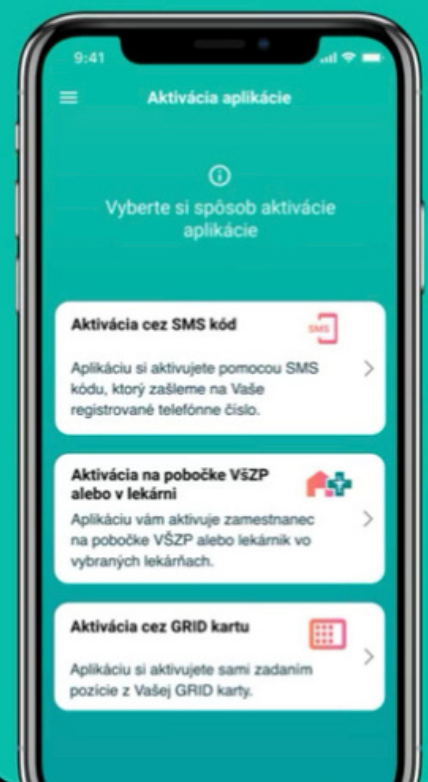 9:41
Aktivácia aplikácie
Vyberte si spôsob aktivácie
aplikácie
Aktivácia cez SMS kód
SMS
Aplikáciu si aktivujete pomocou SMS
kódu, ktorý zašleme na Vaše
registrované telefónne číslo.
Aktivácia na pobočke VšZP
alebo v lekárni
Aplikáciu vám aktivuje zamestnanec
na pobočke VŠZP alebo lekárnik vo
vybraných lekárňach.
Aktivácia cez GRID kartu
Aplikáciu si aktivujete sami zadaním
pozície z Vašej GRID karty.